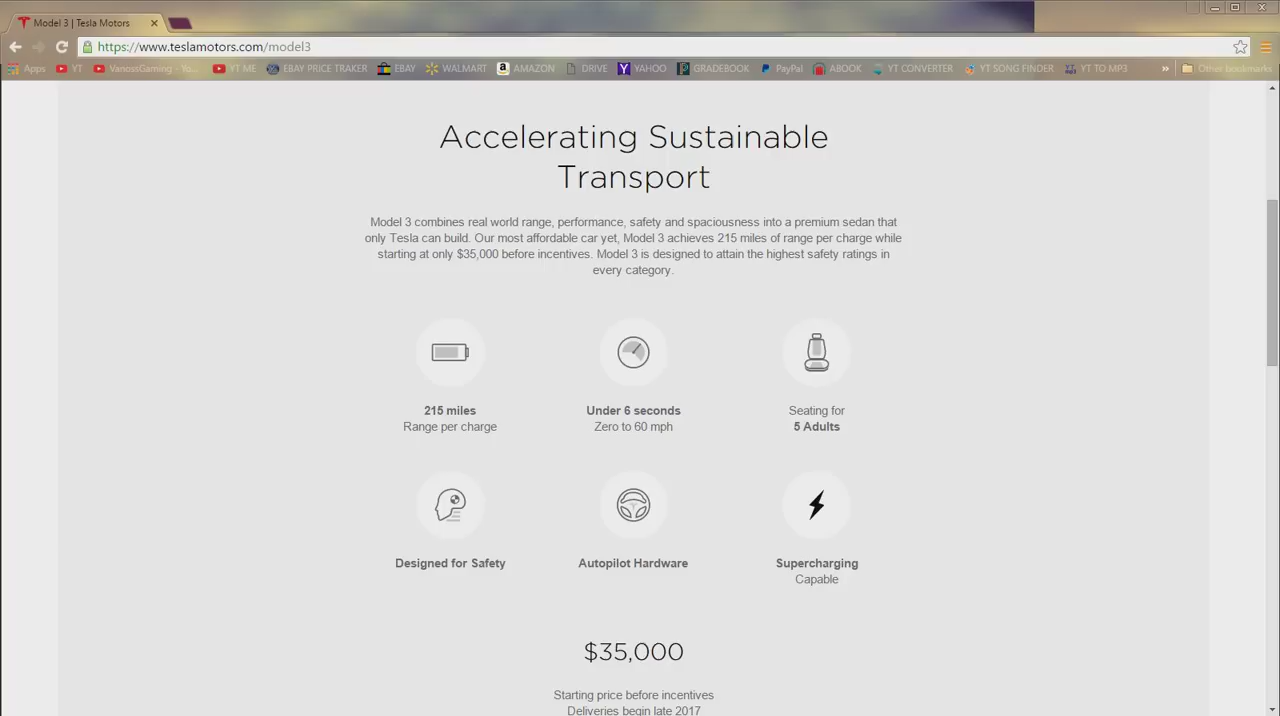 Model 3 | Tesla Motors
https://www.teslamotors.com/model3
Apps YT VanossGaming - Yo... YT ME EBAY PRICE TRAKER EBAY WALMART AMAZON DRIVE YAHOO GRADEBOOK PayPal ABOOK YT CONVERTER YT SONG FINDER YT TO MP3 » Other bookmarks
Accelerating Sustainable
Transport
Model 3 combines real world range, performance, safety and spaciousness into a premium sedan that
only Tesla can build. Our most affordable car yet, Model 3 achieves 215 miles of range per charge while
starting at only $35,000 before incentives. Model 3 is designed to attain the highest safety ratings in
every category.
215 miles
Range per charge
Under 6 seconds
Zero to 60 mph
Seating for
5 Adults
Designed for Safety
Autopilot Hardware
Supercharging
Capable
$35,000
Starting price before incentives
Deliveries begin late 2017